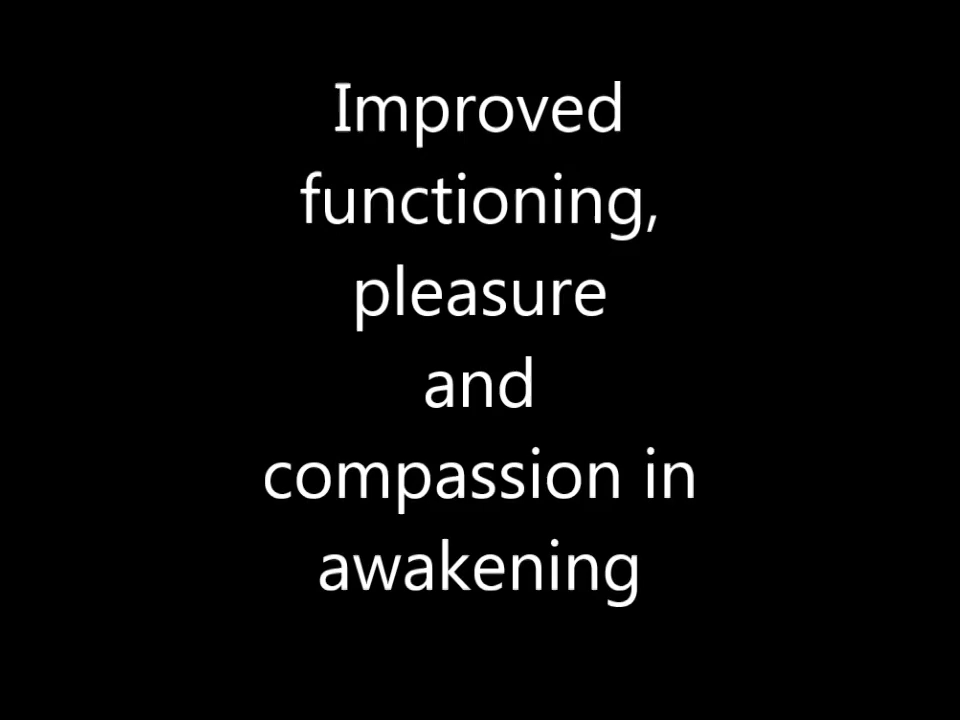 Improved
functioning,
pleasure
and
compassion in
awakening